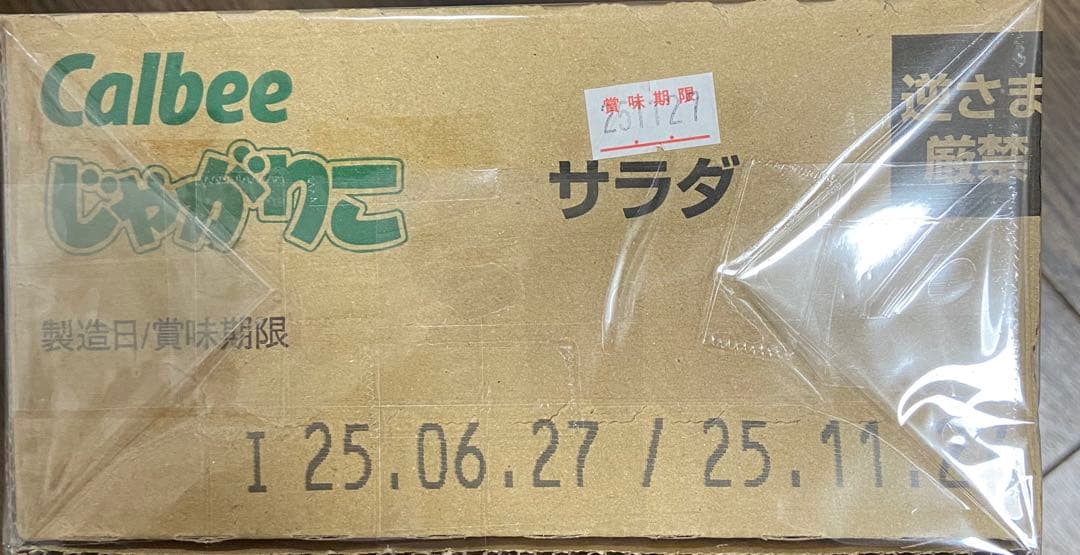 Calbee
賞味期限
251127
逆さま
厳禁
じゃがりこ
サラダ
製造日/賞味期限
I 25.06.27 / 25.11.2